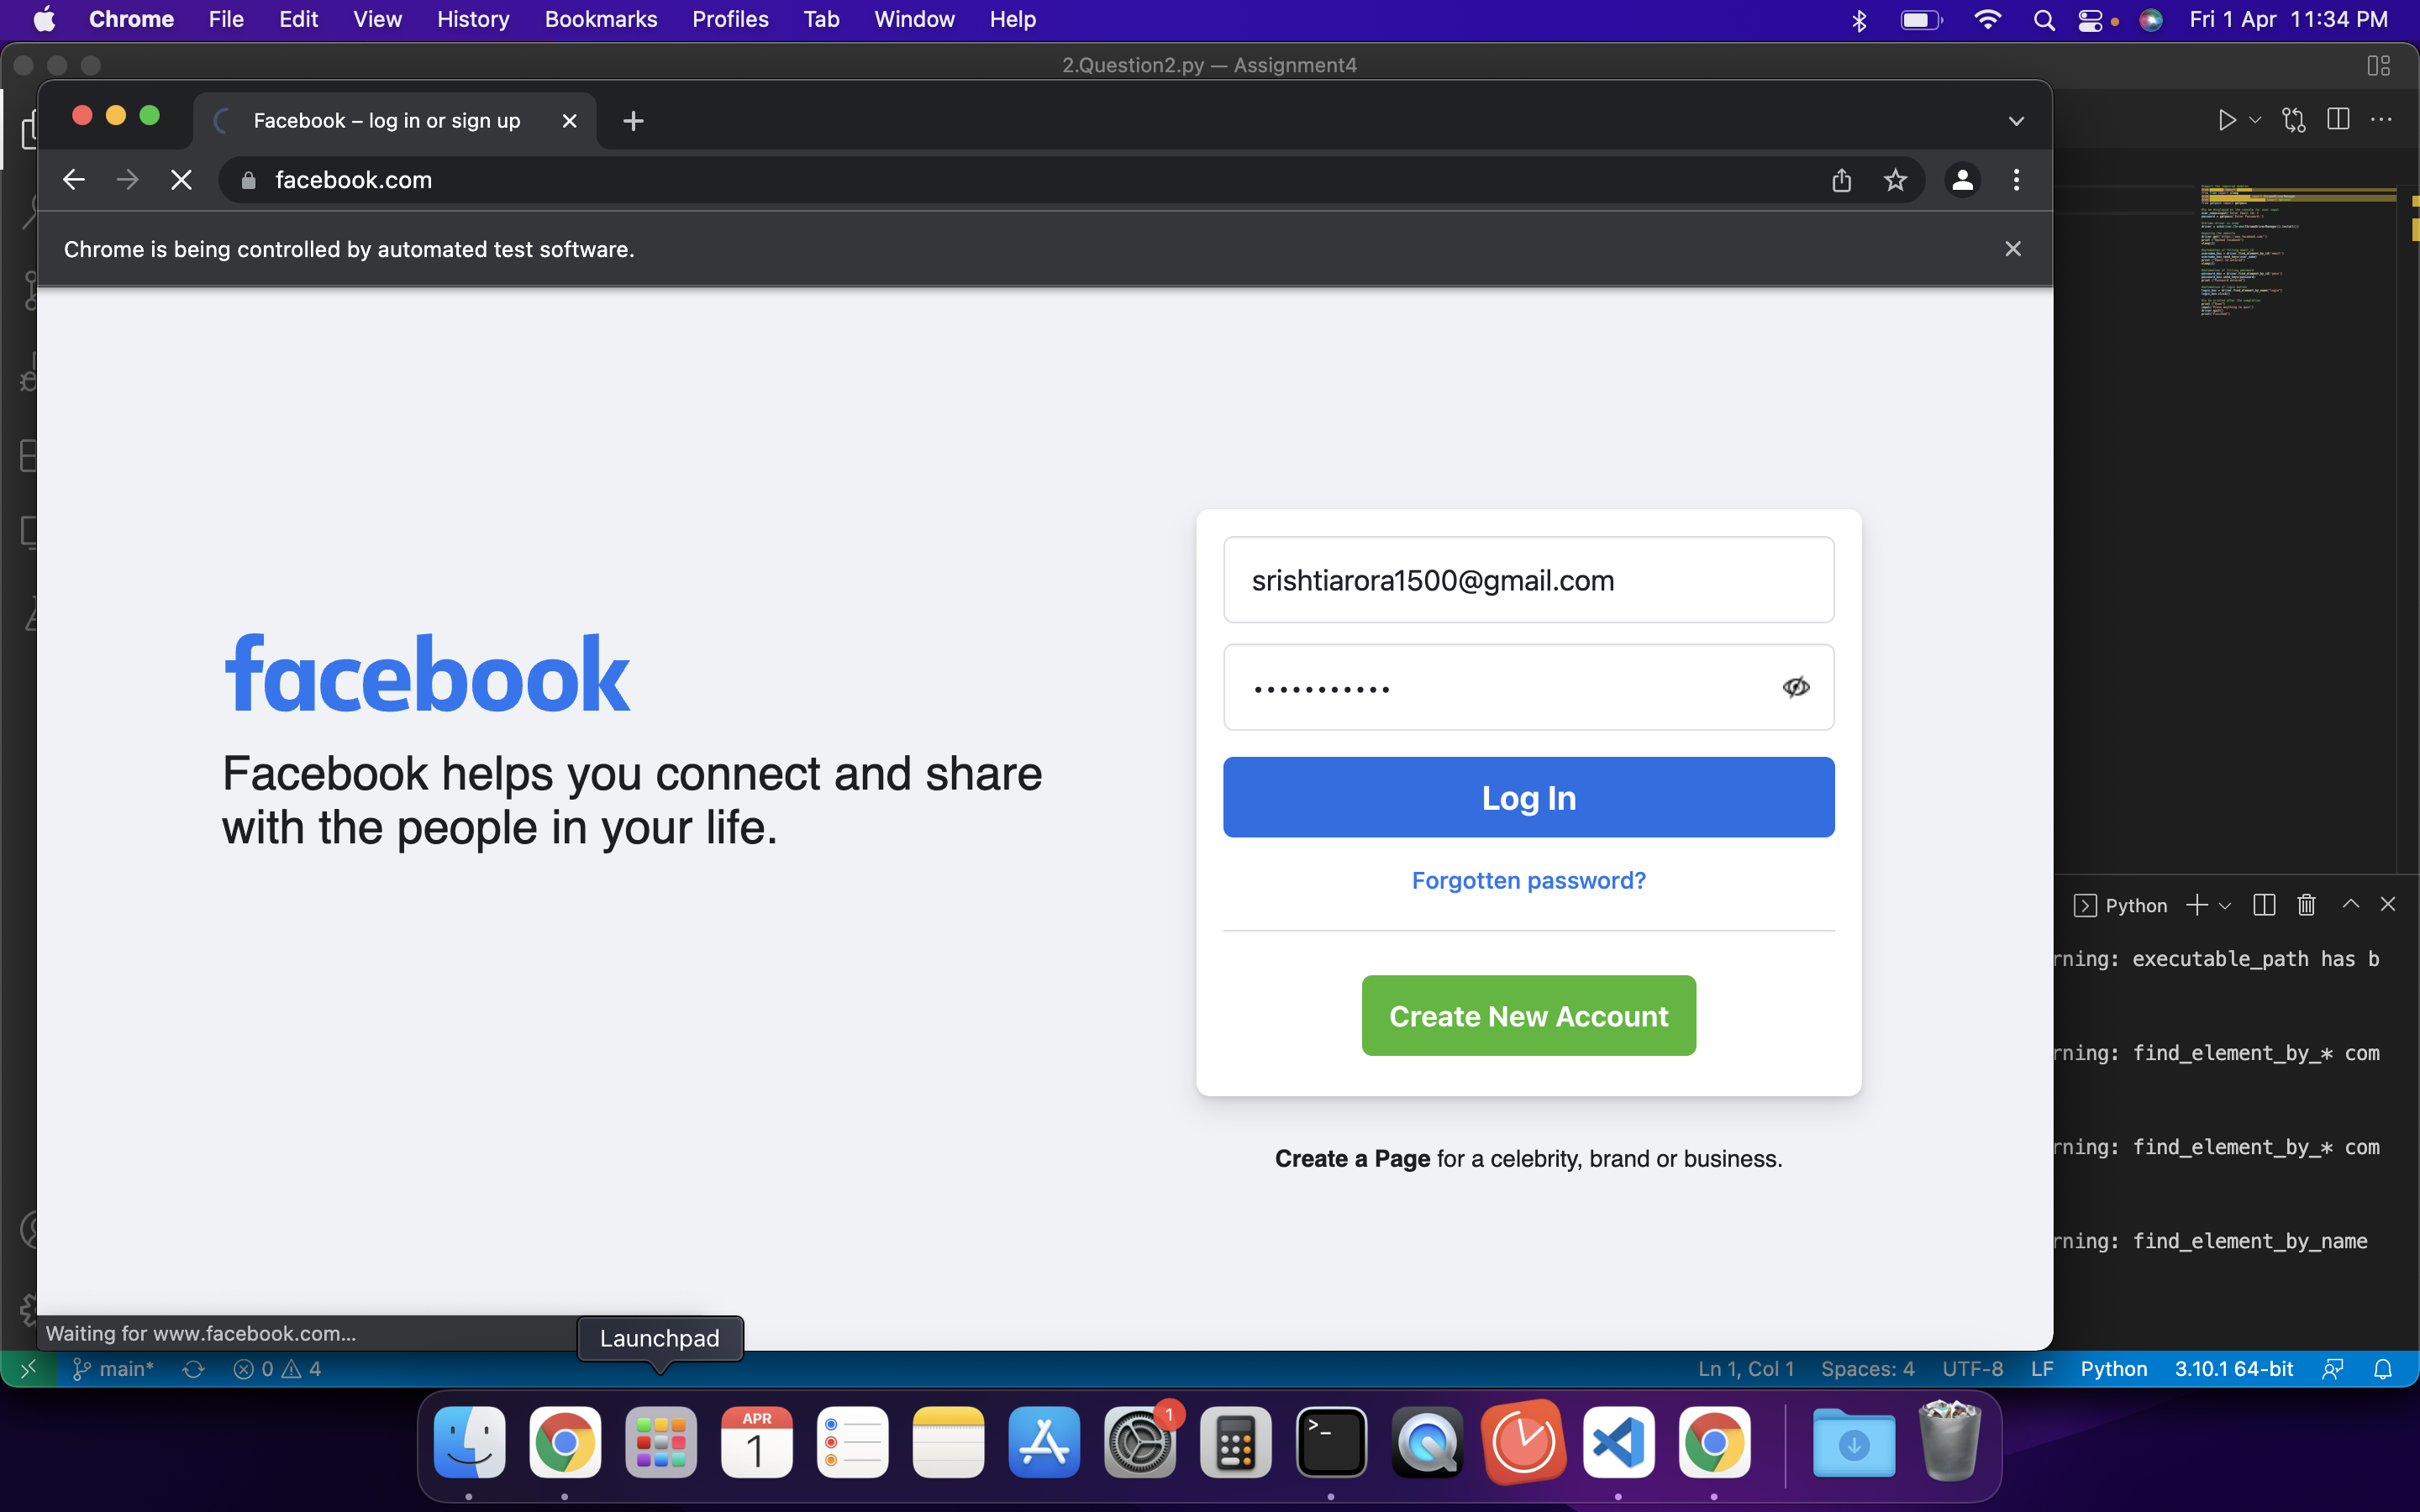 Chrome File Edit View History Bookmarks Profiles Tab Window Help Fri 1 Apr 11:34 PM
2.Question2.py — Assignment4
Facebook – log in or sign up
facebook.com
Chrome is being controlled by automated test software.
srishtiarora1500@gmail.com
facebook
•••••••••••
Facebook helps you connect and share
with the people in your life.
Log In
Forgotten password?
Python
rning: executable_path has b
Create New Account
rning: find_element_by_* com
rning: find_element_by_* com
Create a Page for a celebrity, brand or business.
rning: find_element_by_name
Waiting for www.facebook.com...
Launchpad
main* 0 4 Ln 1, Col 1 Spaces: 4 UTF-8 LF Python 3.10.1 64-bit
APR
1
1